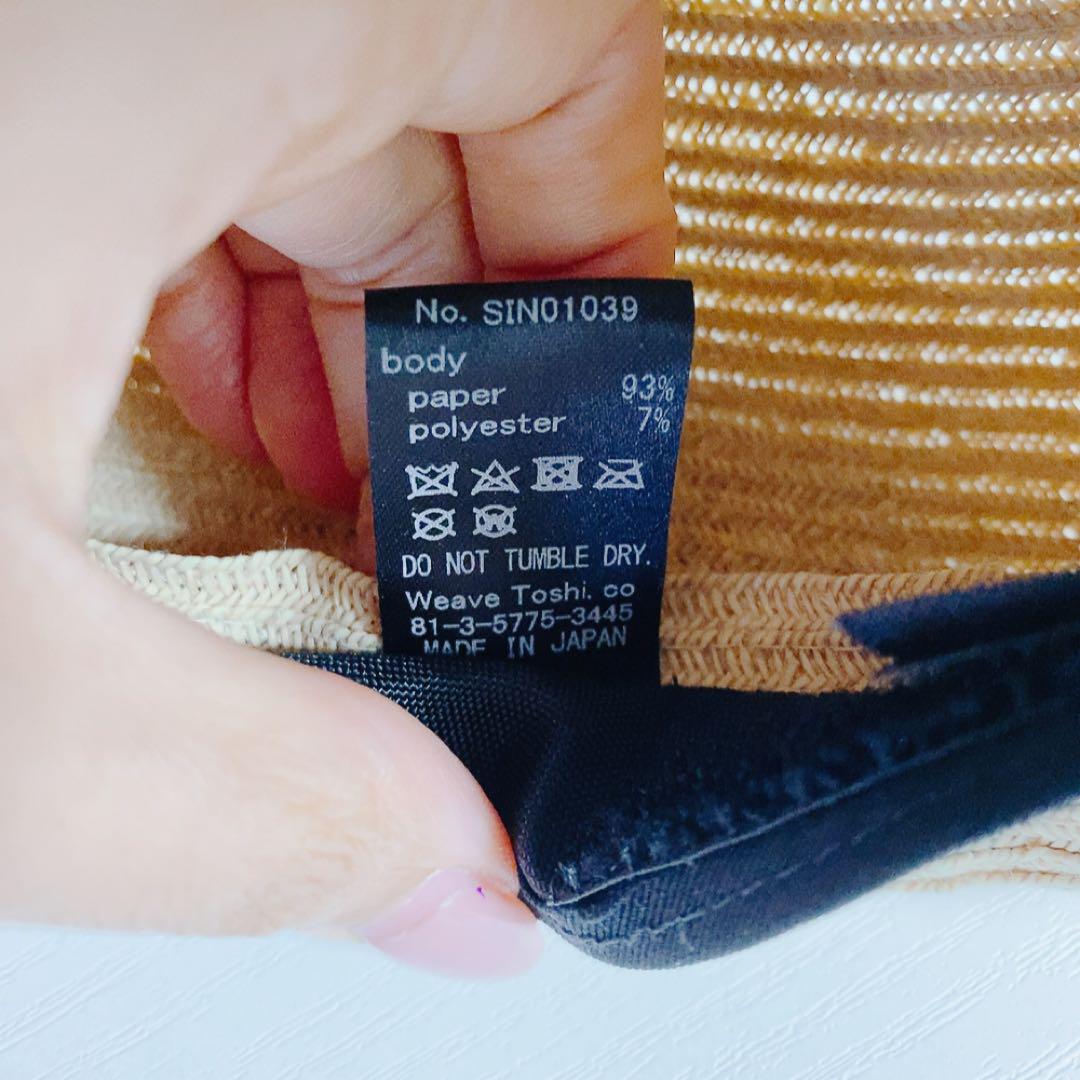 No. SIN01039
body
paper 93%
polyester 7%
W
DO NOT TUMBLE DRY.
Weave Toshi. co
81-3-5775-3445
MADE IN JAPAN